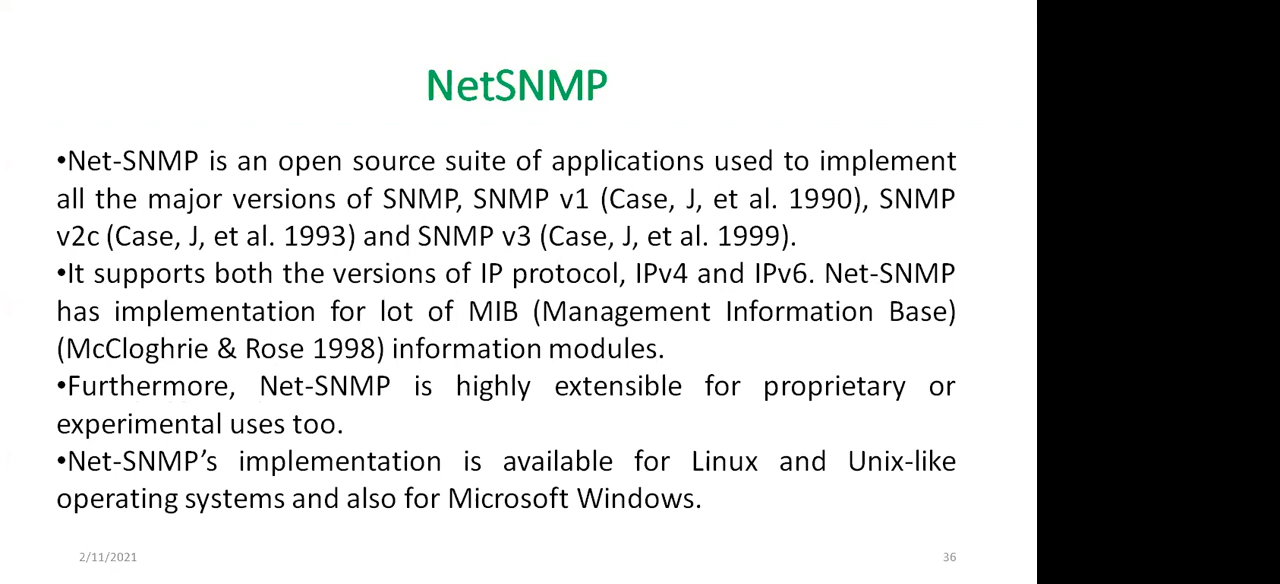 NetSNMP
•Net-SNMP is an open source suite of applications used to implement
all the major versions of SNMP, SNMP v1 (Case, J, et al. 1990), SNMP
v2c (Case, J, et al. 1993) and SNMP v3 (Case, J, et al. 1999).
•It supports both the versions of IP protocol, IPv4 and IPv6. Net-SNMP
has implementation for lot of MIB (Management Information Base)
(McCloghrie & Rose 1998) information modules.
•Furthermore, Net-SNMP is highly extensible for proprietary or
experimental uses too.
•Net-SNMP’s implementation is available for Linux and Unix-like
operating systems and also for Microsoft Windows.
2/11/2021
36